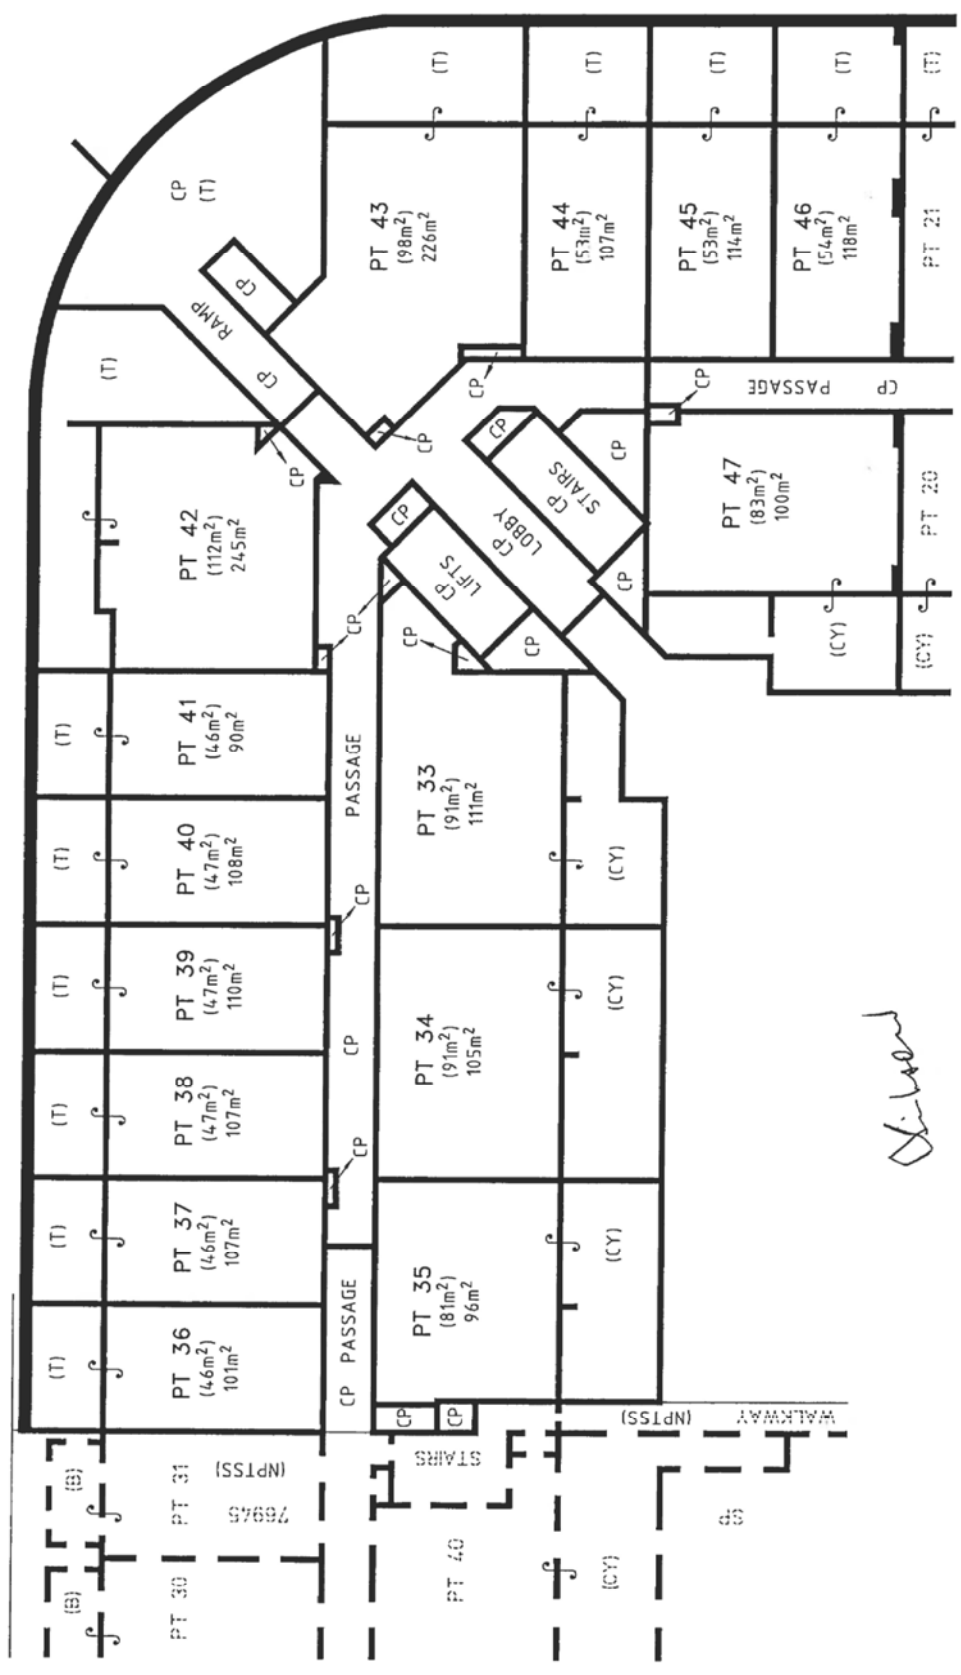 (T)
(T)
(T)
(T)
(T)
CP
(T)
PT 43
(98m²)
226m²
PT 44
(53m²)
107m²
PT 45
(53m²)
114m²
PT 46
(54m²)
118m²
PT 21
CP
RAMP
CP
(T)
CP
CP
CP
CP
CP
PASSAGE
CP
CP
STAIRS
CP
CP
PT 47
(83m²)
100m²
PT 20
PT 42
(112m²)
245m²
CP
LOBBY
CP
CP
LIFTS
CP
CP
CP
CP
(CY)
(CY)
(T)
PT 41
(46m²)
90m²
PASSAGE
PT 33
(91m²)
111m²
(CY)
(T)
PT 40
(47m²)
108m²
CP
(T)
PT 39
(47m²)
110m²
CP
PT 34
(91m²)
105m²
(CY)
(T)
PT 38
(47m²)
107m²
CP
(T)
PT 37
(46m²)
107m²
PT 35
(81m²)
96m²
(CY)
(T)
PT 36
(46m²)
101m²
CP PASSAGE
CP
CP
(NPTSS)
WALKWAY
(B)
PT 31
(NPTSS)
76945
STAIRS
SP
(B)
PT 30
PT 40
(CY)